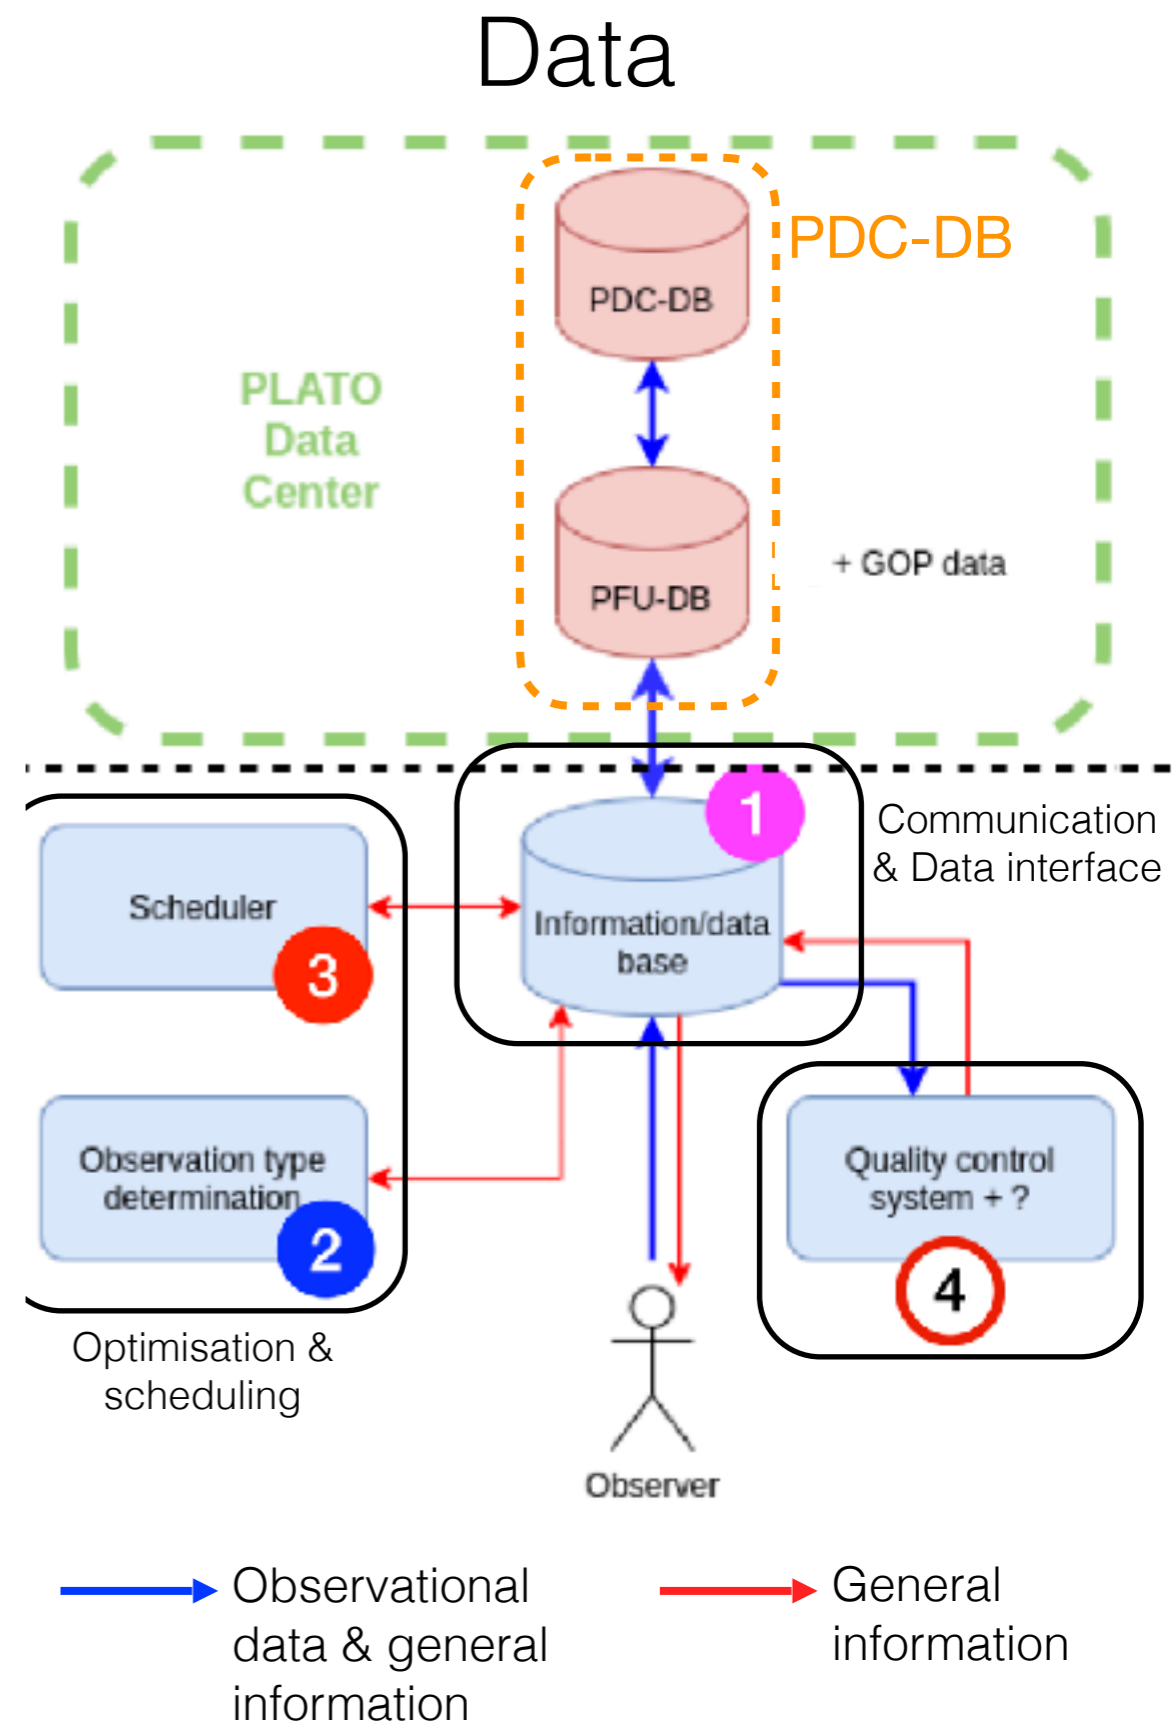 Data
PDC-DB
PDC-DB
PLATO
Data
Center
PFU-DB
+ GOP data
1
Communication
& Data interface
Scheduler
3
Information/data
base
Observation type
determination
2
Quality control
system + ?
4
Optimisation &
scheduling
Observer
Observational
data & general
information
General
information